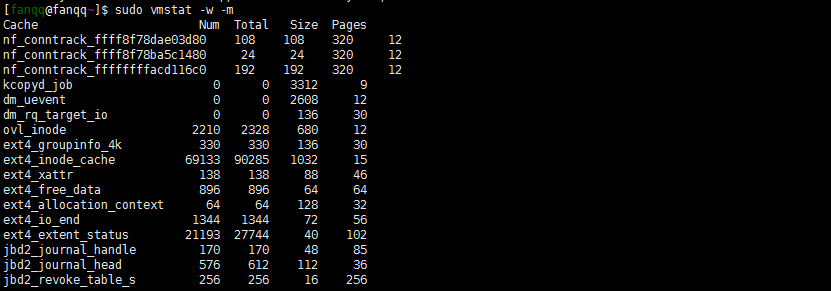 [fanqq@fanqq~]$ sudo vmstat -w -m
Cache                       Num  Total   Size  Pages
nf_conntrack_ffff8f78dae03d80    108    108    320     12
nf_conntrack_ffff8f78ba5c1480     24     24    320     12
nf_conntrack_ffffffffacd116c0    192    192    320     12
kcopyd_job                    0      0   3312      9
dm_uevent                     0      0   2608     12
dm_rq_target_io               0      0    136     30
ovl_inode                  2210   2328    680     12
ext4_groupinfo_4k           330    330    136     30
ext4_inode_cache          69133  90285   1032     15
ext4_xattr                  138    138     88     46
ext4_free_data              896    896     64     64
ext4_allocation_context      64     64    128     32
ext4_io_end                1344   1344     72     56
ext4_extent_status        21193  27744     40    102
jbd2_journal_handle         170    170     48     85
jbd2_journal_head           576    612    112     36
jbd2_revoke_table_s         256    256     16    256